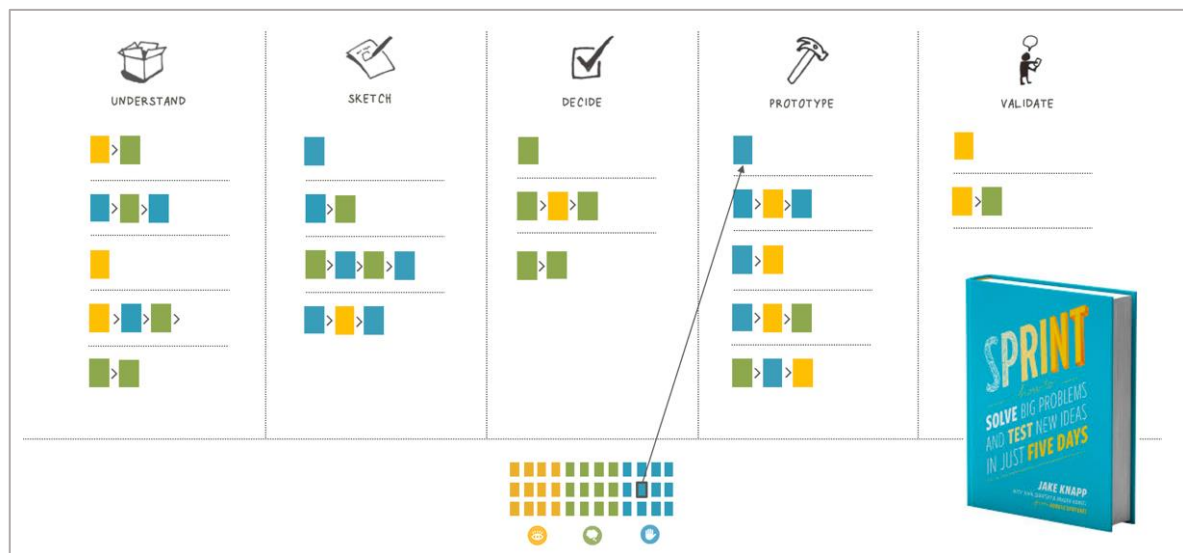 UNDERSTAND
SKETCH
DECIDE
PROTOTYPE
VALIDATE
SPRINT
how to
SOLVE BIG PROBLEMS
AND TEST NEW IDEAS
IN JUST FIVE DAYS
JAKE KNAPP